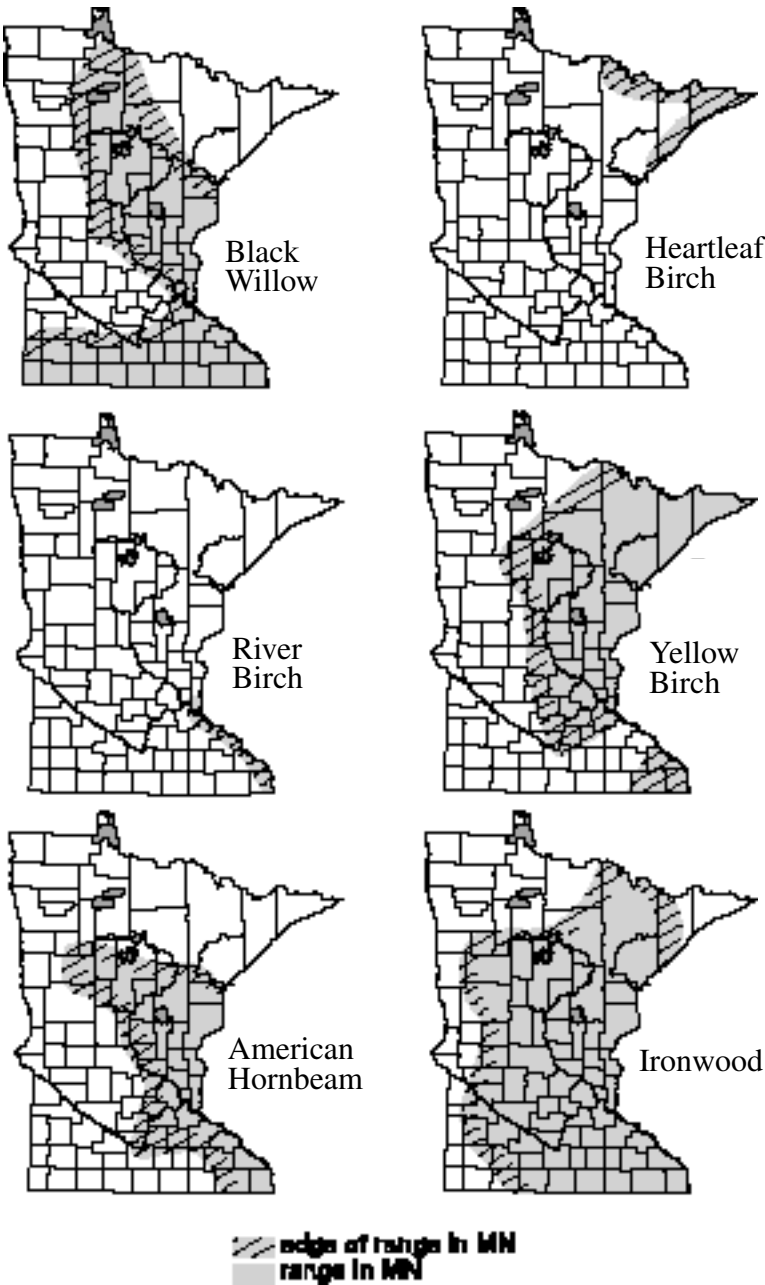 Black
Willow
Heartleaf
Birch
River
Birch
Yellow
Birch
American
Hornbeam
Ironwood
edge of range in MN
range in MN